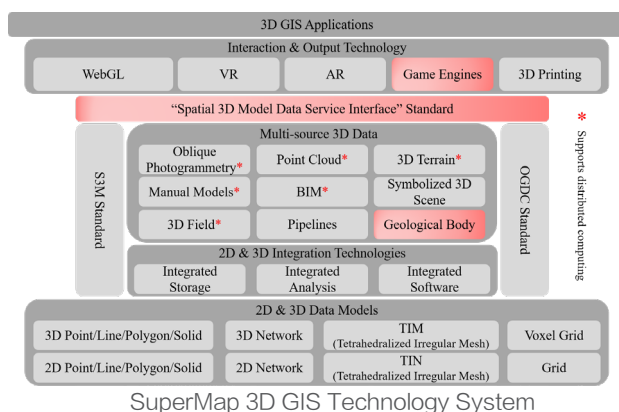 3D GIS Applications
Interaction & Output Technology
WebGL
VR
AR
Game Engines
3D Printing
“Spatial 3D Model Data Service Interface” Standard
S3M Standard
Multi-source 3D Data
Oblique
Photogrammetry*
Point Cloud*
3D Terrain*
Manual Models*
BIM*
Symbolized 3D
Scene
3D Field*
Pipelines
Geological Body
OGDC Standard
* Supports distributed computing
2D & 3D Integration Technologies
Integrated
Storage
Integrated
Analysis
Integrated
Software
2D & 3D Data Models
3D Point/Line/Polygon/Solid
3D Network
TIM
(Tetrahedralized Irregular Mesh)
Voxel Grid
2D Point/Line/Polygon/Solid
2D Network
TIN
(Tetrahedralized Irregular Mesh)
Grid
SuperMap 3D GIS Technology System